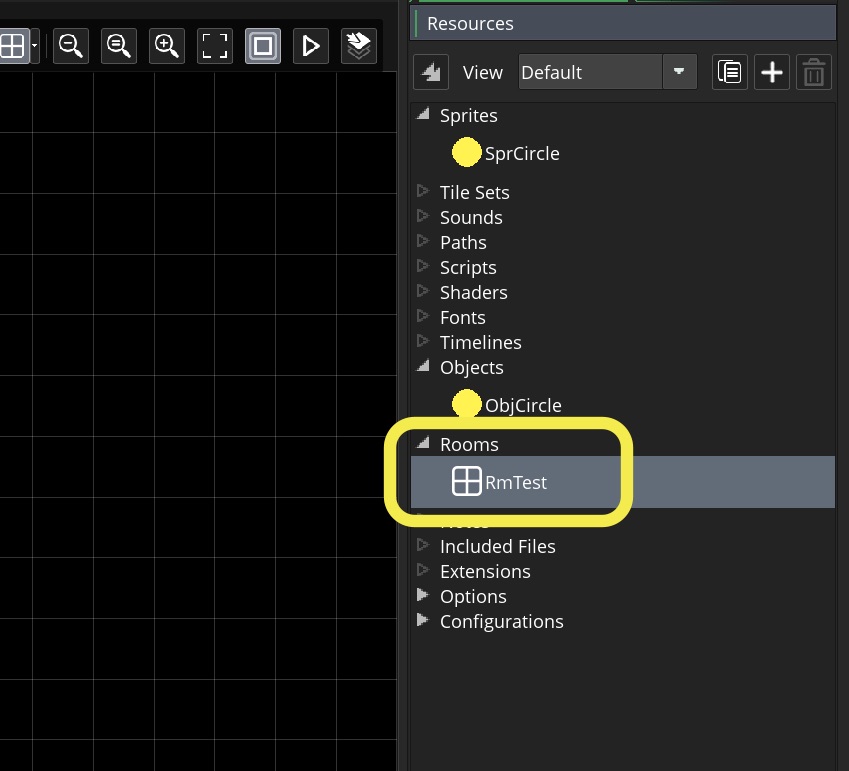 Resources
View Default
Sprites
SprCircle
Tile Sets
Sounds
Paths
Scripts
Shaders
Fonts
Timelines
Objects
ObjCircle
Rooms
RmTest
Notes
Included Files
Extensions
Options
Configurations